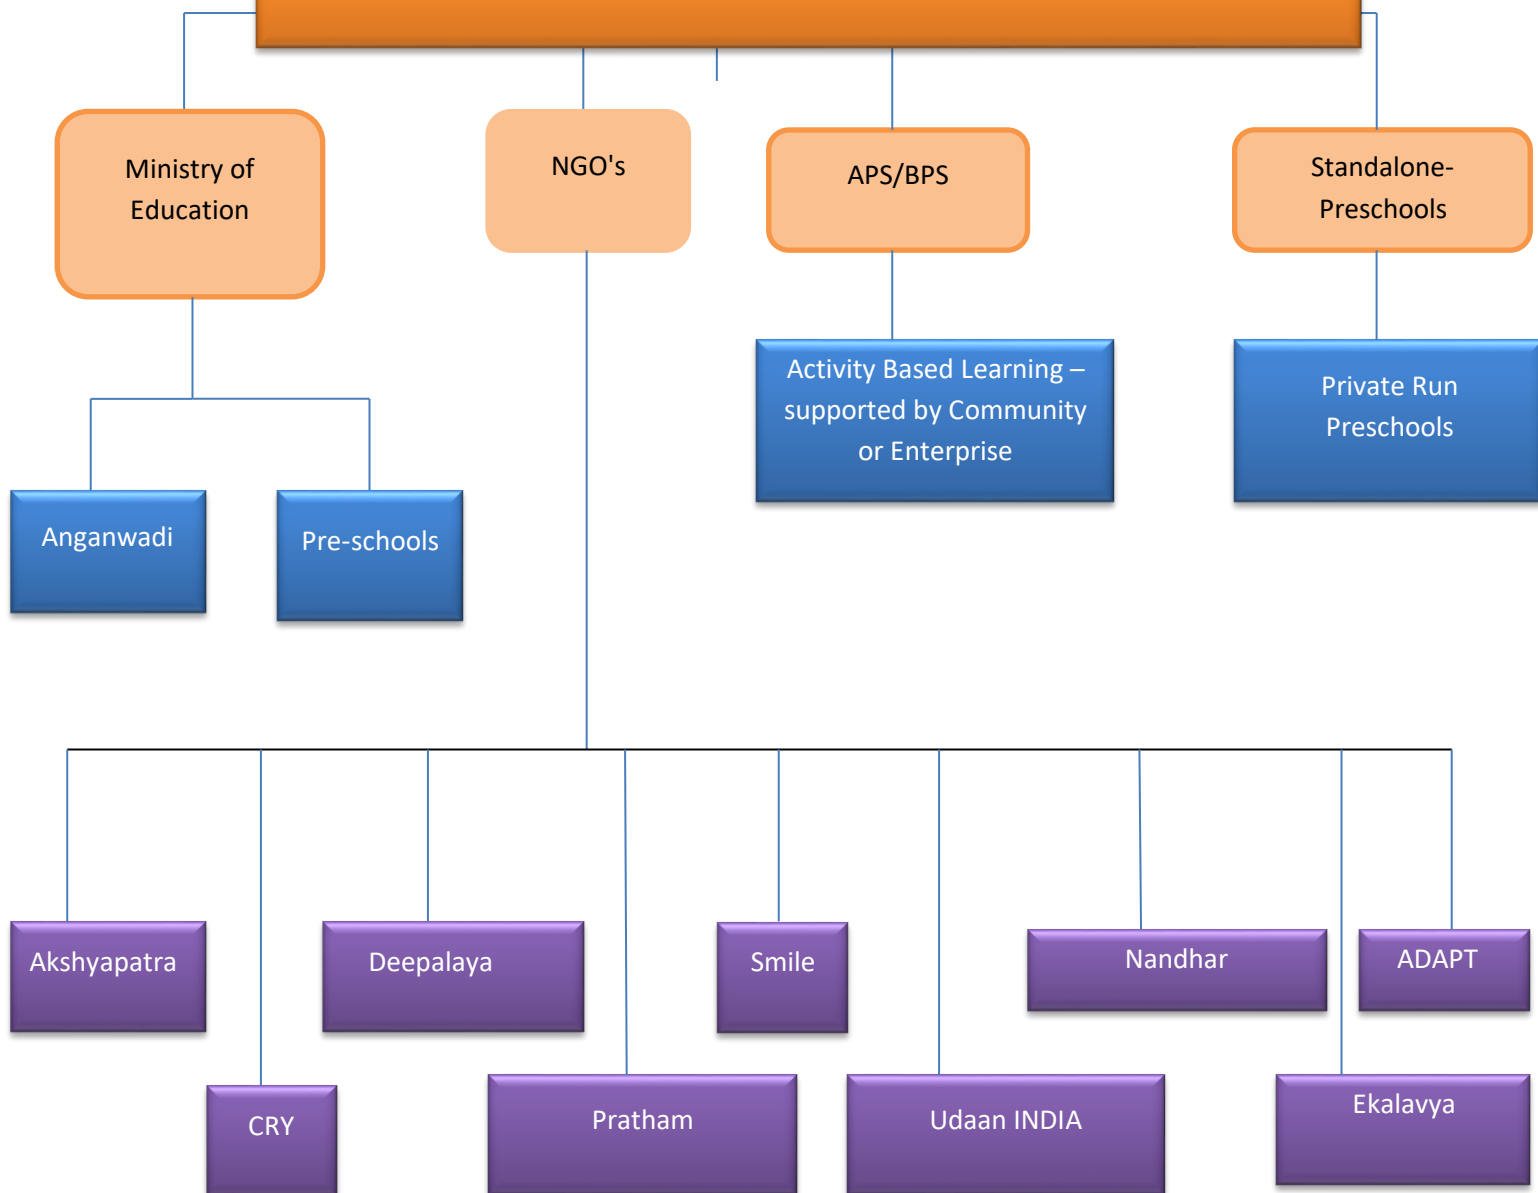 Ministry of
Education
NGO's
APS/BPS
Standalone-
Preschools
Activity Based Learning –
supported by Community
or Enterprise
Private Run
Preschools
Anganwadi
Pre-schools
Akshyapatra
Deepalaya
Smile
Nandhar
ADAPT
CRY
Pratham
Udaan INDIA
Ekalavya